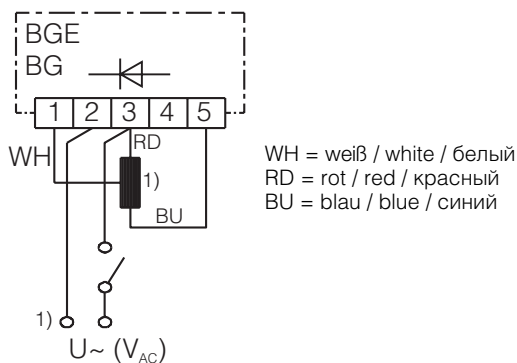 BGE
BG
1 2 3 4 5
WH
RD
1)
BU
WH = weiß / white / белый
RD = rot / red / красный
BU = blau / blue / синий
1)
U~ (VAC)